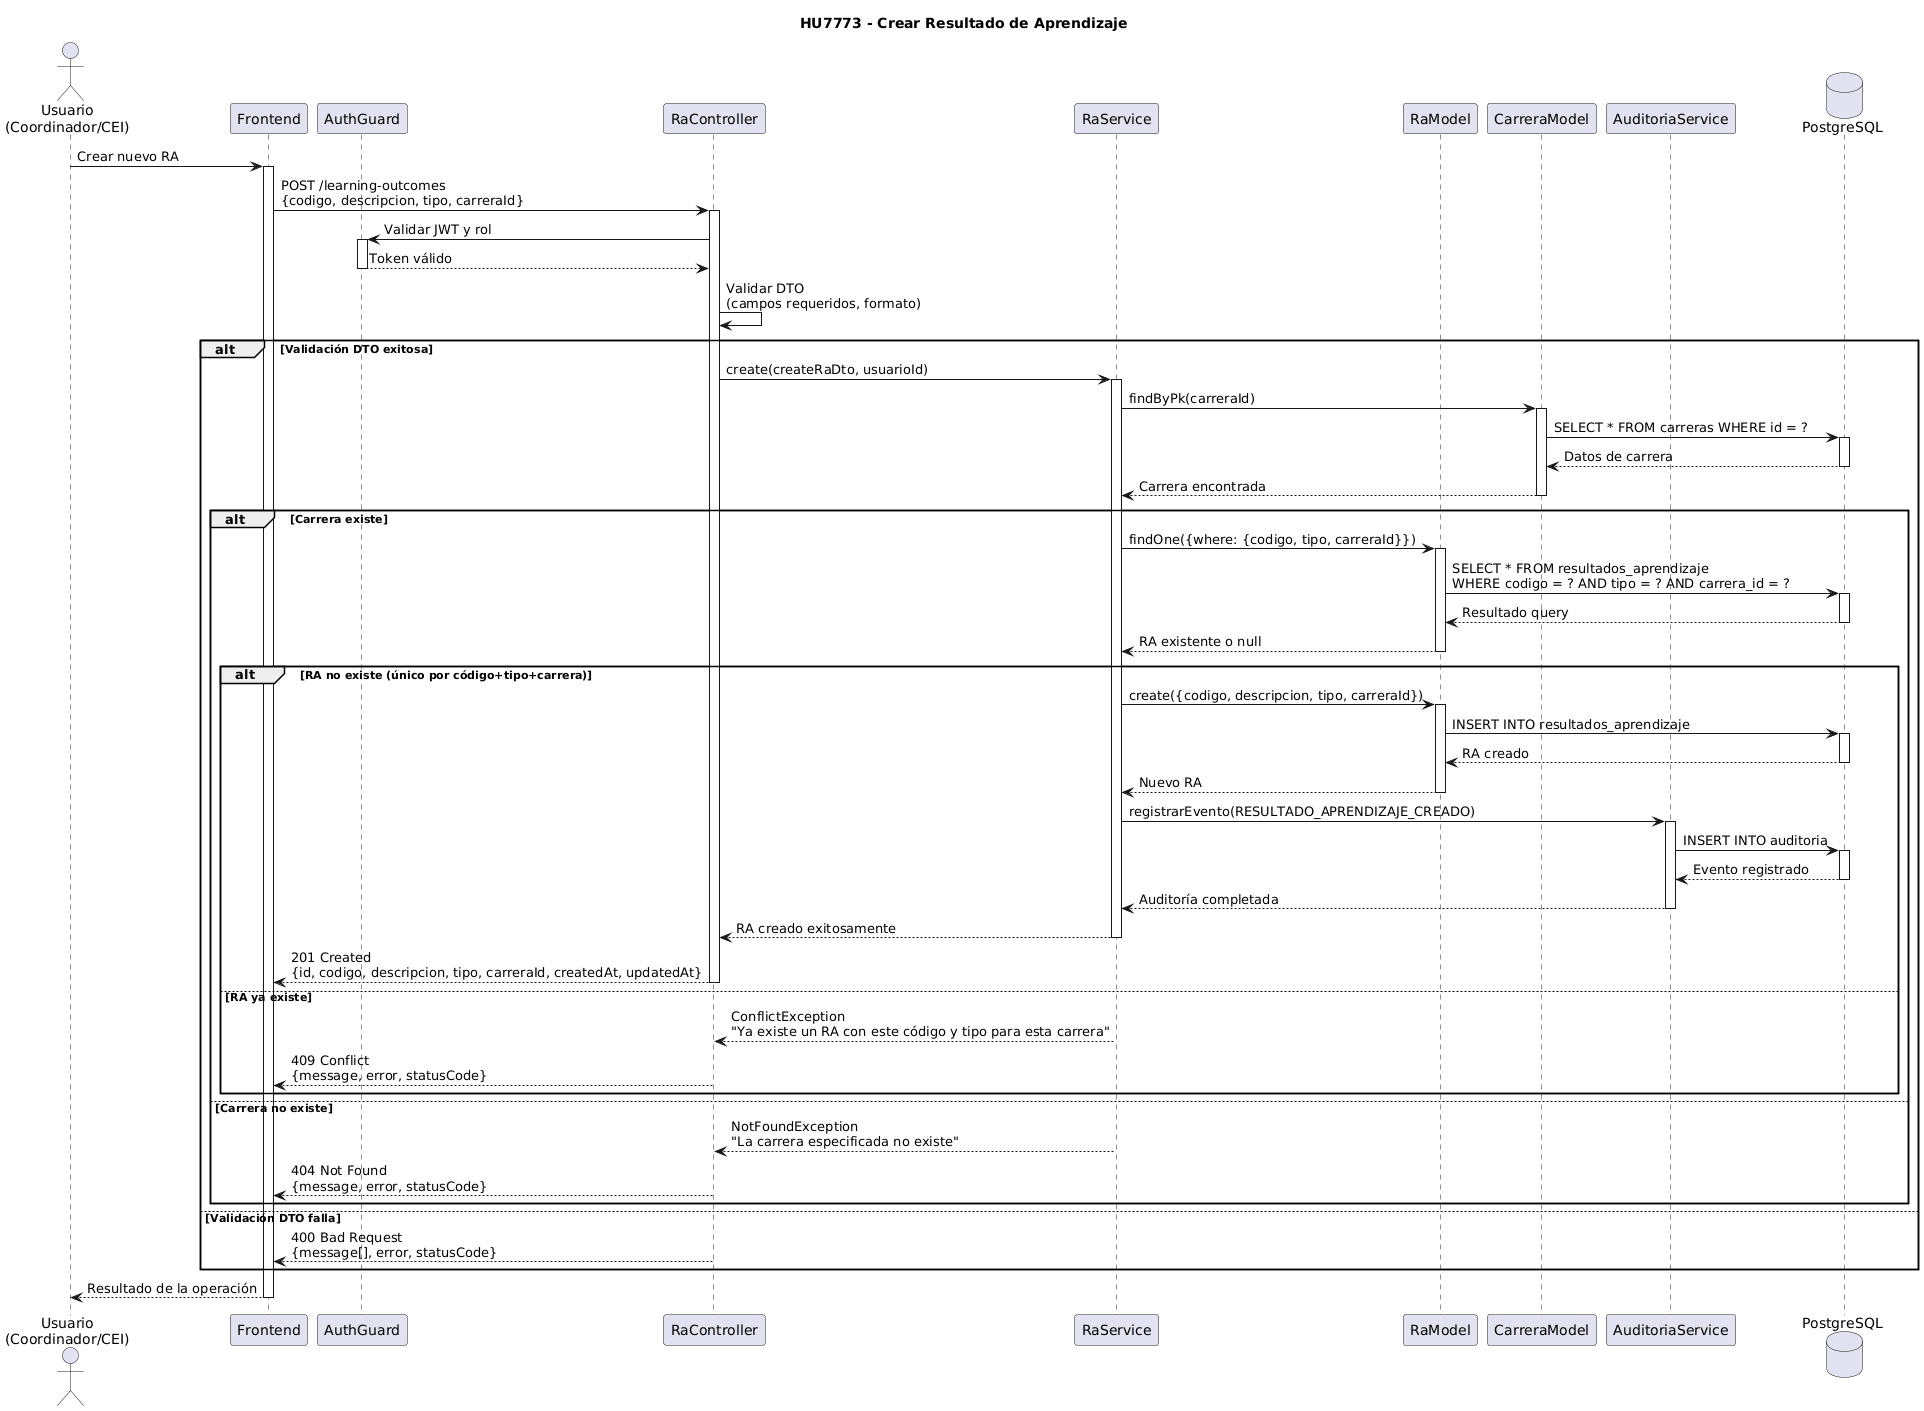 HU7773 - Crear Resultado de Aprendizaje
Usuario
(Coordinador/CEI)
Frontend
AuthGuard
RaController
RaService
RaModel
CarreraModel
AuditoriaService
PostgreSQL
Crear nuevo RA
POST /learning-outcomes
{codigo, descripcion, tipo, carreraId}
Validar JWT y rol
Token válido
Validar DTO
(campos requeridos, formato)
alt
[Validación DTO exitosa]
create(createRaDto, usuarioId)
findByPk(carreraId)
SELECT * FROM carreras WHERE id = ?
Datos de carrera
Carrera encontrada
alt
[Carrera existe]
findOne({where: {codigo, tipo, carreraId}})
SELECT * FROM resultados_aprendizaje
WHERE codigo = ? AND tipo = ? AND carrera_id = ?
Resultado query
RA existente o null
alt
[RA no existe (único por código+tipo+carrera)]
create({codigo, descripcion, tipo, carreraId})
INSERT INTO resultados_aprendizaje
RA creado
Nuevo RA
registrarEvento(RESULTADO_APRENDIZAJE_CREADO)
INSERT INTO auditoria
Evento registrado
Auditoría completada
RA creado exitosamente
201 Created
{id, codigo, descripcion, tipo, carreraId, createdAt, updatedAt}
[RA ya existe]
ConflictException
"Ya existe un RA con este código y tipo para esta carrera"
409 Conflict
{message, error, statusCode}
[Carrera no existe]
NotFoundException
"La carrera especificada no existe"
404 Not Found
{message, error, statusCode}
[Validación DTO falla]
400 Bad Request
{message[], error, statusCode}
Resultado de la operación
Usuario
(Coordinador/CEI)
Frontend
AuthGuard
RaController
RaService
RaModel
CarreraModel
AuditoriaService
PostgreSQL